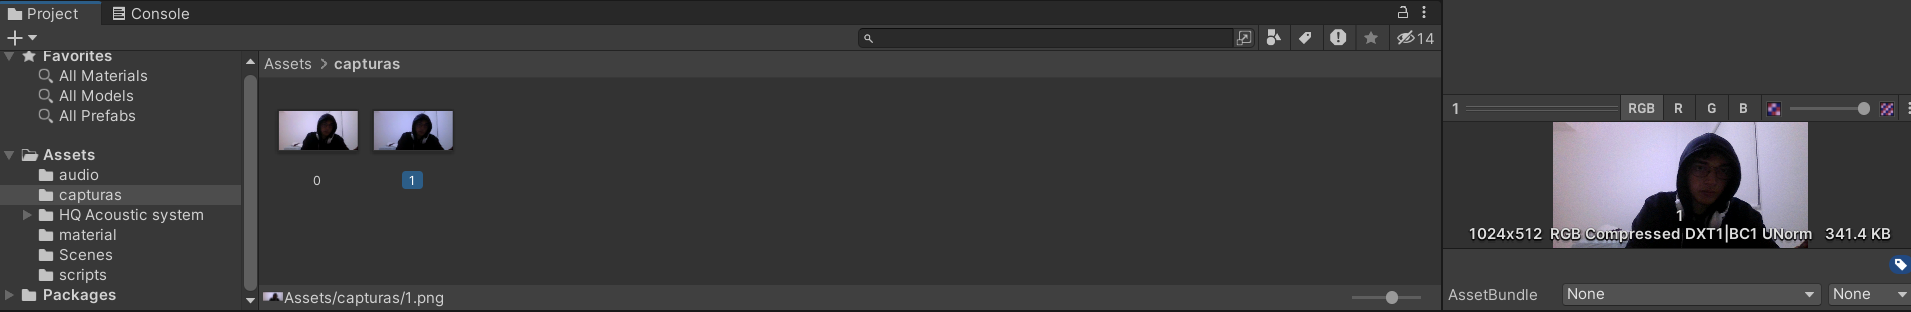 Project Console
14
Favorites
All Materials
All Models
All Prefabs
Assets
audio
capturas
HQ Acoustic system
material
Scenes
scripts
Packages
Assets > capturas
0 1
Assets/capturas/1.png
1 RGB R G B
1
1024x512 RGB Compressed DXT1|BC1 UNorm 341.4 KB
AssetBundle None None